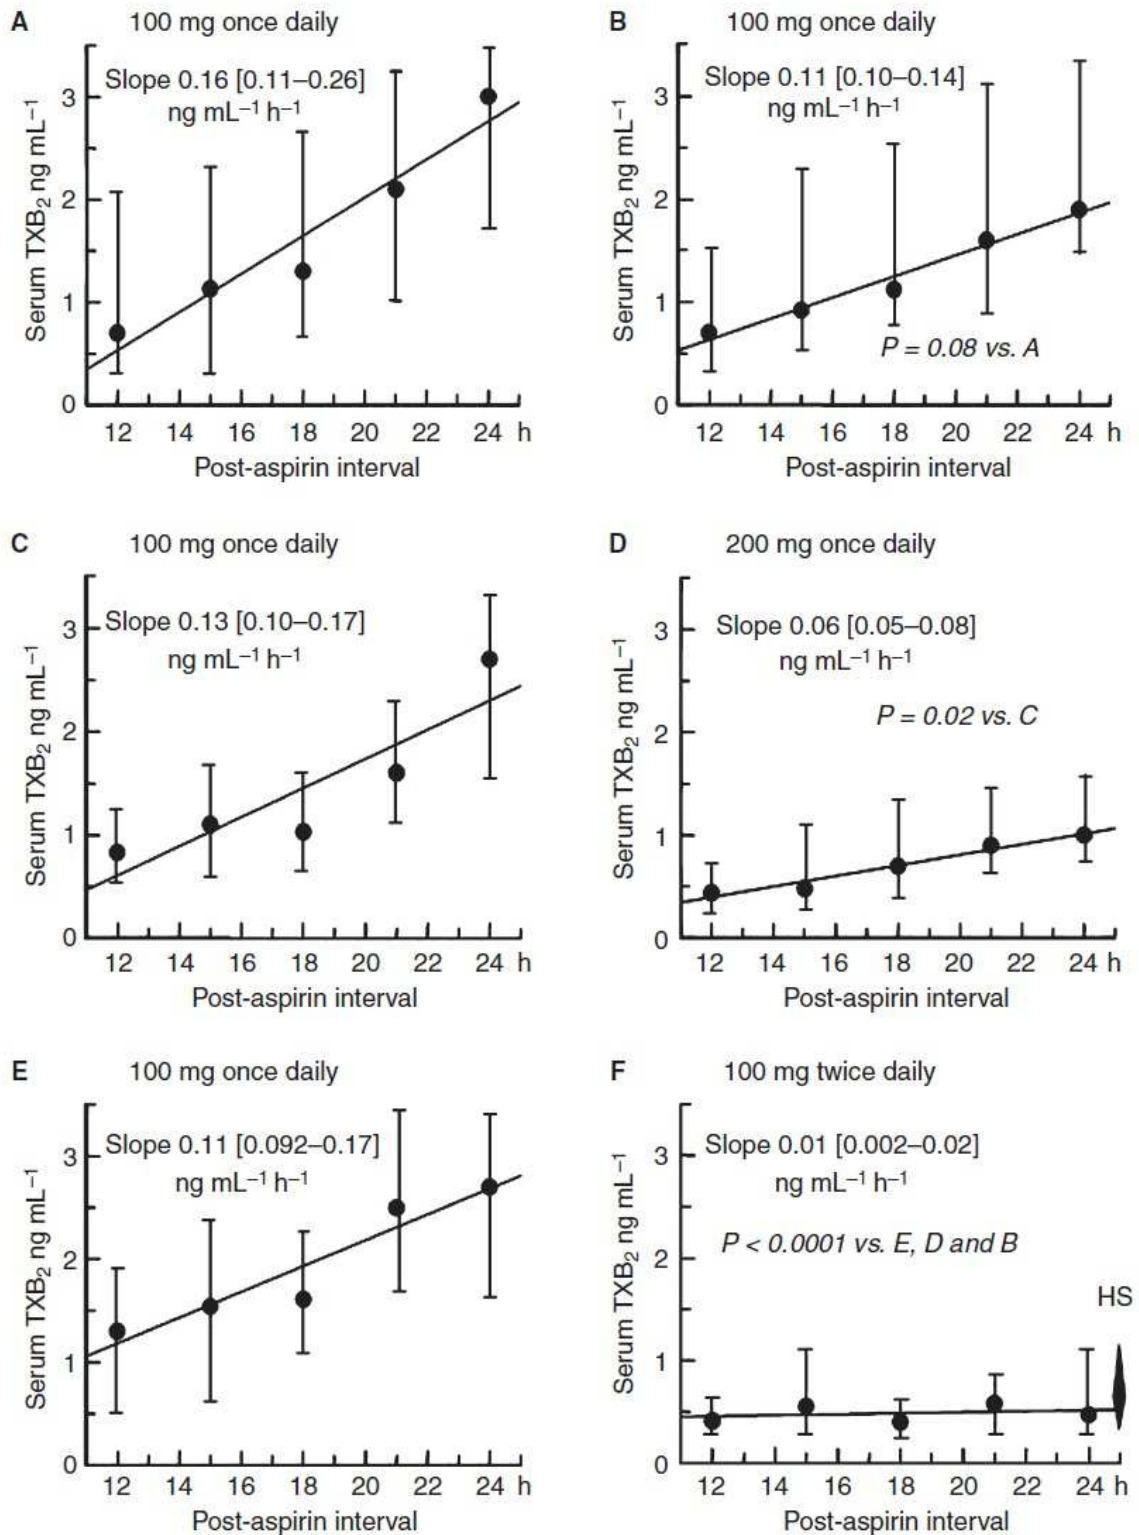 A 100 mg once daily
Slope 0.16 [0.11–0.26]
ng mL⁻¹ h⁻¹
Serum TXB₂ ng mL⁻¹
3
2
1
0
12 14 16 18 20 22 24 h
Post-aspirin interval
B 100 mg once daily
Slope 0.11 [0.10–0.14]
ng mL⁻¹ h⁻¹
P = 0.08 vs. A
Serum TXB₂ ng mL⁻¹
3
2
1
0
12 14 16 18 20 22 24 h
Post-aspirin interval
C 100 mg once daily
Slope 0.13 [0.10–0.17]
ng mL⁻¹ h⁻¹
Serum TXB₂ ng mL⁻¹
3
2
1
0
12 14 16 18 20 22 24 h
Post-aspirin interval
D 200 mg once daily
Slope 0.06 [0.05–0.08]
ng mL⁻¹ h⁻¹
P = 0.02 vs. C
Serum TXB₂ ng mL⁻¹
3
2
1
0
12 14 16 18 20 22 24 h
Post-aspirin interval
E 100 mg once daily
Slope 0.11 [0.092–0.17]
ng mL⁻¹ h⁻¹
Serum TXB₂ ng mL⁻¹
3
2
1
0
12 14 16 18 20 22 24 h
Post-aspirin interval
F 100 mg twice daily
Slope 0.01 [0.002–0.02]
ng mL⁻¹ h⁻¹
P < 0.0001 vs. E, D and B
HS
Serum TXB₂ ng mL⁻¹
3
2
1
0
12 14 16 18 20 22 24 h
Post-aspirin interval